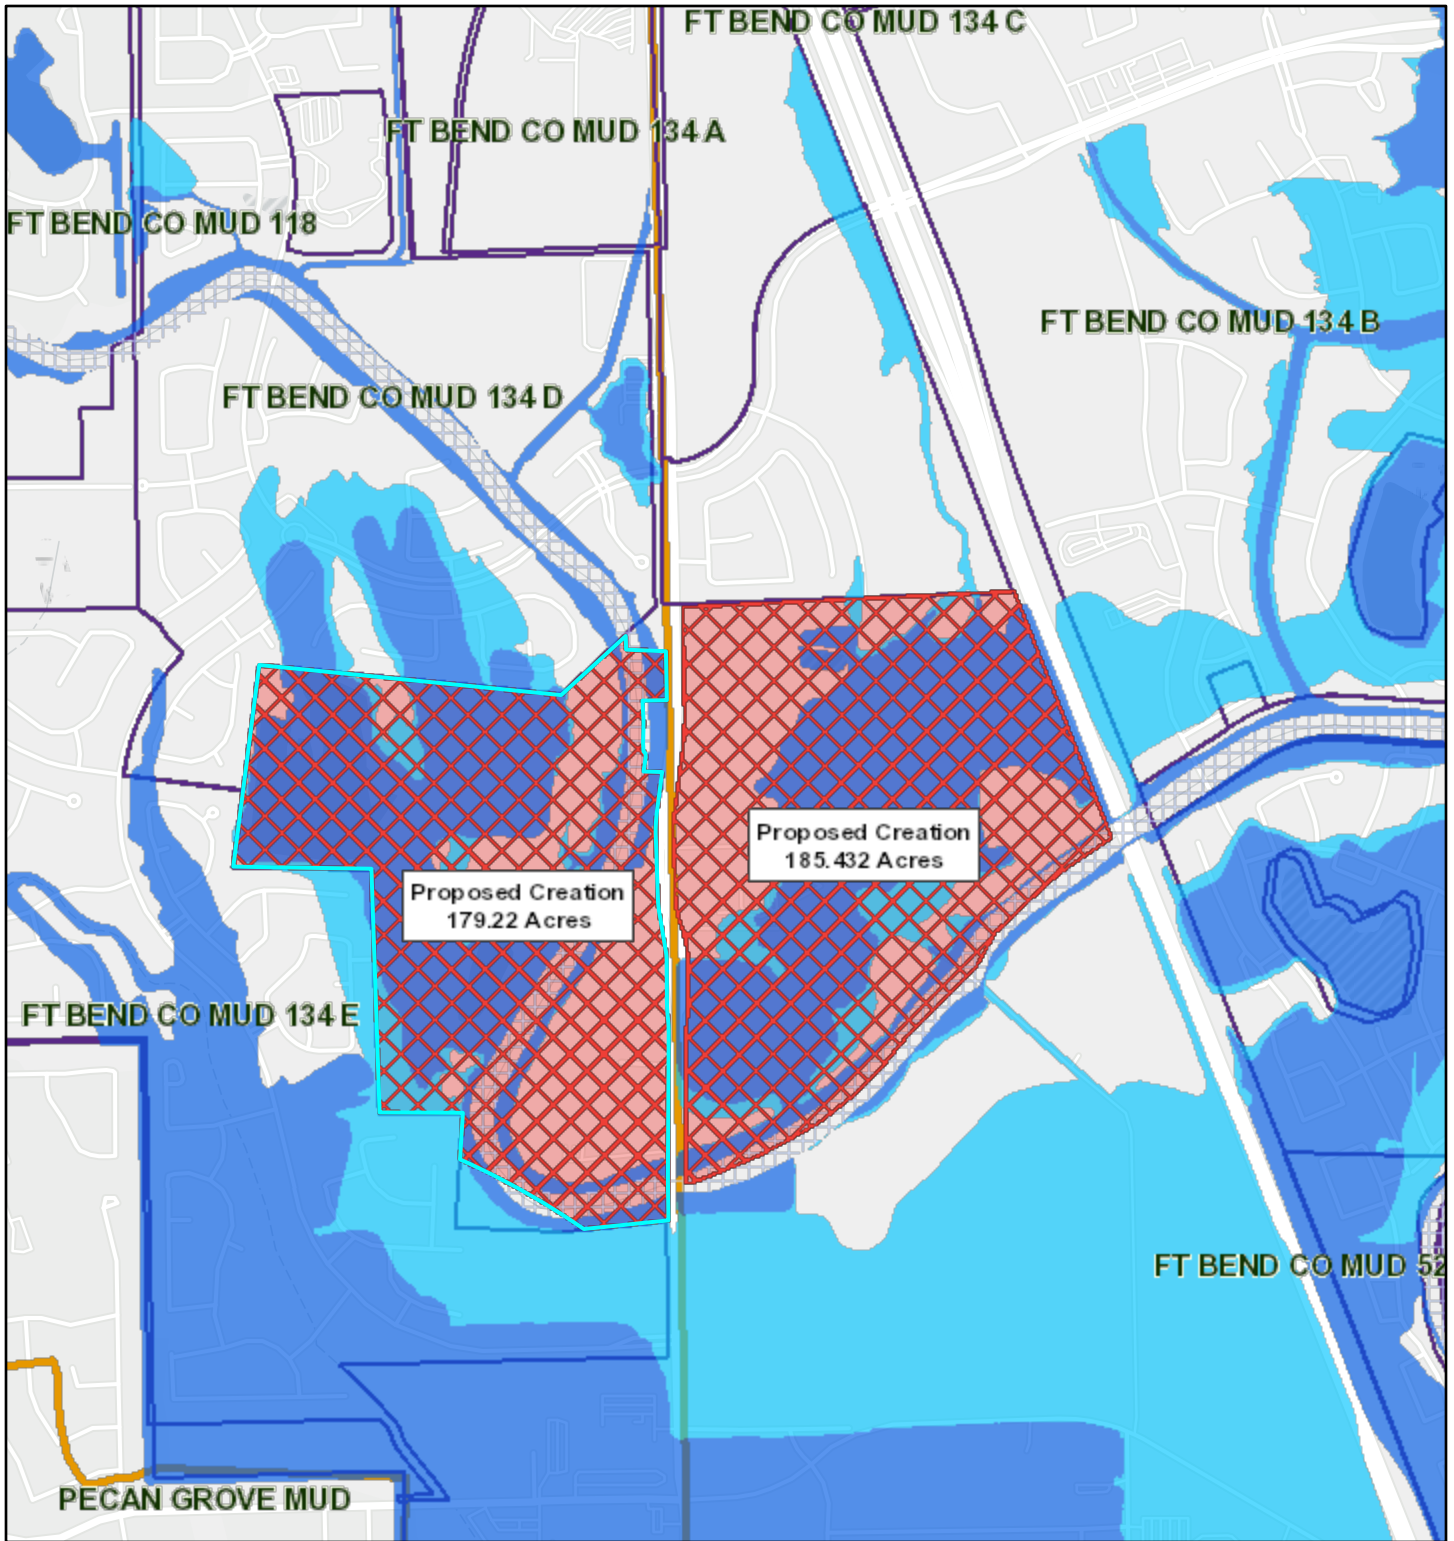 FT BEND CO MUD 134 C
FT BEND CO MUD 134 A
FT BEND CO MUD 118
FT BEND CO MUD 134 B
FT BEND CO MUD 134 D
Proposed Creation
185.432 Acres
Proposed Creation
179.22 Acres
FT BEND CO MUD 134 E
FT BEND CO MUD 52
PECAN GROVE MUD